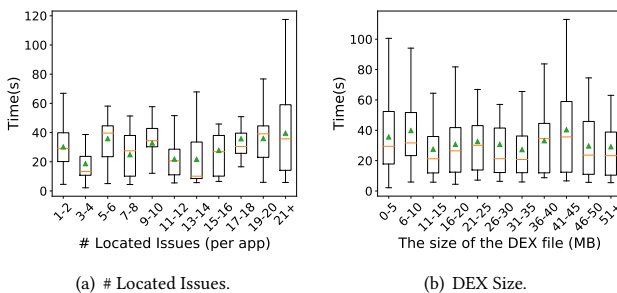 120
100
80
60
40
20
0
Time(s)
1-2 3-4 5-6 7-8 9-10 11-12 13-14 15-16 17-18 19-20 21+
# Located Issues (per app)
(a) # Located Issues.
100
80
60
40
20
0
Time(s)
0-5 6-10 11-15 16-20 21-25 26-30 31-35 36-40 41-45 46-50 51+
The size of the DEX file (MB)
(b) DEX Size.